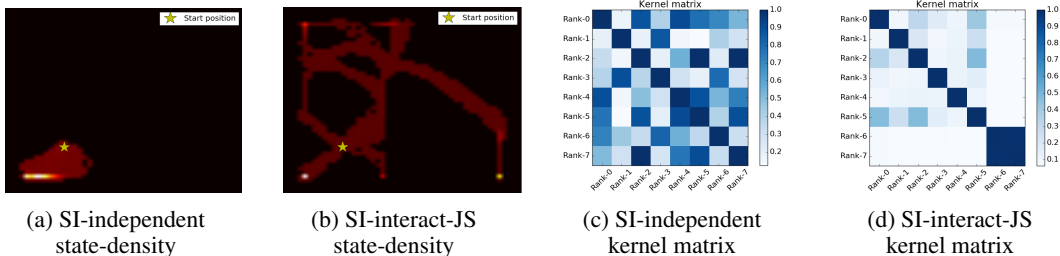 Start position
Start position
Kernel matrix
Rank-0
Rank-1
Rank-2
Rank-3
Rank-4
Rank-5
Rank-6
Rank-7
Rank-0
Rank-1
Rank-2
Rank-3
Rank-4
Rank-5
Rank-6
Rank-7
1.0
0.9
0.8
0.7
0.6
0.5
0.4
0.3
0.2
Kernel matrix
Rank-0
Rank-1
Rank-2
Rank-3
Rank-4
Rank-5
Rank-6
Rank-7
Rank-0
Rank-1
Rank-2
Rank-3
Rank-4
Rank-5
Rank-6
Rank-7
1.0
0.9
0.8
0.7
0.6
0.5
0.4
0.3
0.2
0.1
(a) SI-independent
state-density
(b) SI-interact-JS
state-density
(c) SI-independent
kernel matrix
(d) SI-interact-JS
kernel matrix